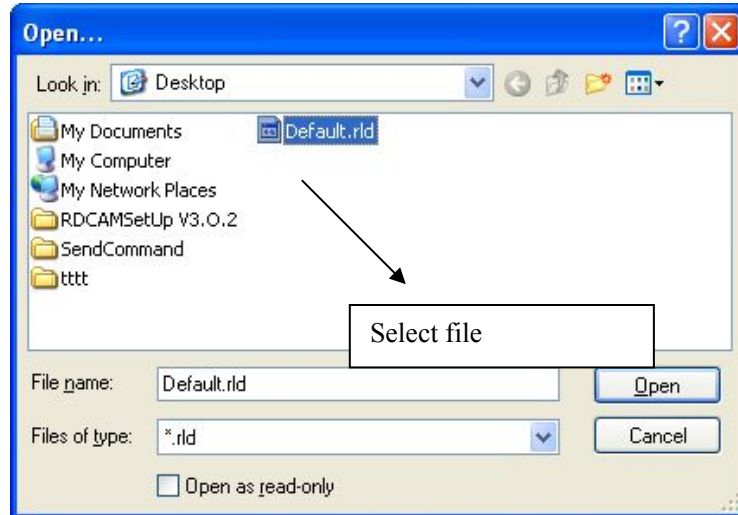 Open...
Look in: Desktop
My Documents
Default.rld
My Computer
My Network Places
RDCAMSetUp V3.0.2
SendCommand
tttt
Select file
File name: Default.rld
Open
Files of type: *.rld
Cancel
Open as read-only